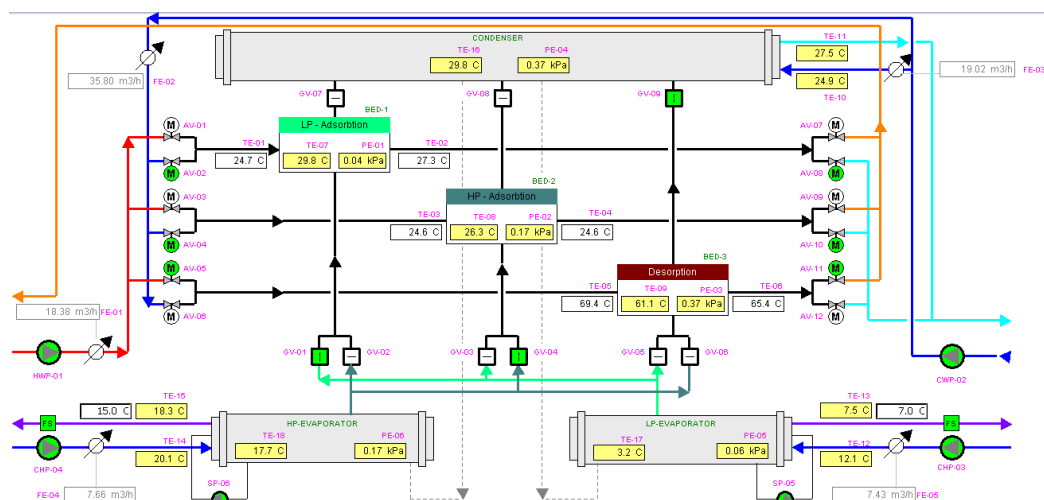 CONDENSER
TE-11
TE-16 PE-04
27.5 C
29.8 C 0.37 kPa
35.80 m3/h FE-02
24.9 C
19.02 m3/h FE-03
TE-10
GV-07 GV-08 GV-09
BED-1
M AV-01
LP - Adsorbtion
AV-07 M
TE-01 TE-07 PE-01 TE-02
24.7 C 29.8 C 0.04 kPa 27.3 C
M AV-02
AV-08 M
BED-2
M AV-03
HP - Adsorbtion
AV-09 M
TE-03 TE-08 PE-02 TE-04
24.6 C 26.3 C 0.17 kPa 24.6 C
M AV-04
AV-10 M
BED-3
M AV-05
Desorption
AV-11 M
TE-05 TE-09 PE-03 TE-06
69.4 C 61.1 C 0.37 kPa 65.4 C
M AV-06
AV-12 M
18.38 m3/h FE-01
GV-01 GV-02 GV-03 GV-04 GV-05 GV-06
HWP-01
CWP-02
TE-15
15.0 C 18.3 C
TE-13
7.5 C 7.0 C
FS
FS
HP-EVAPORATOR
LP-EVAPORATOR
TE-14
20.1 C
TE-18 PE-06
17.7 C 0.17 kPa
TE-17 PE-05
3.2 C 0.06 kPa
TE-12
12.1 C
CHP-04
CHP-03
SP-06
SP-05
FE-04 7.66 m3/h
7.43 m3/h FE-05